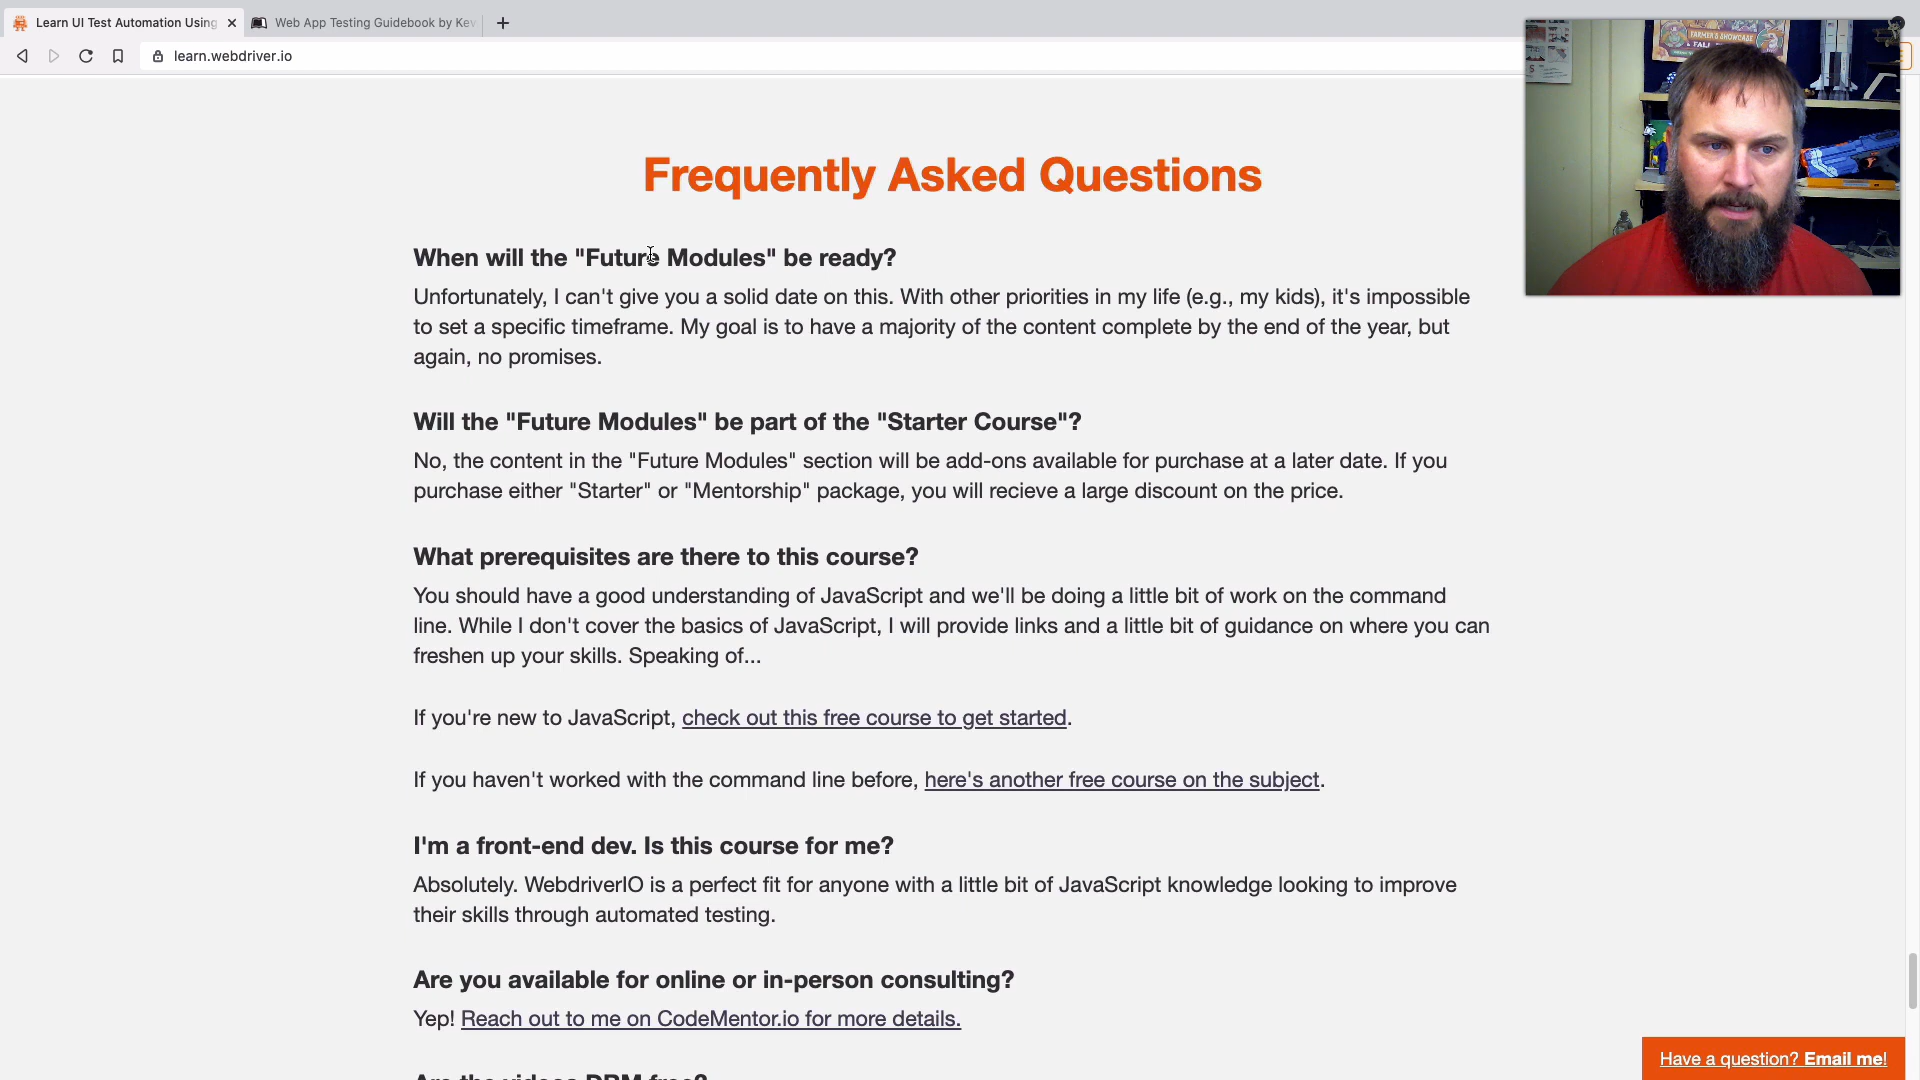 Learn UI Test Automation Using
Web App Testing Guidebook by Kev
learn.webdriver.io
FARMER'S SHOWCASE
FALL
Frequently Asked Questions
When will the "Future Modules" be ready?
Unfortunately, I can't give you a solid date on this. With other priorities in my life (e.g., my kids), it's impossible
to set a specific timeframe. My goal is to have a majority of the content complete by the end of the year, but
again, no promises.
Will the "Future Modules" be part of the "Starter Course"?
No, the content in the "Future Modules" section will be add-ons available for purchase at a later date. If you
purchase either "Starter" or "Mentorship" package, you will recieve a large discount on the price.
What prerequisites are there to this course?
You should have a good understanding of JavaScript and we'll be doing a little bit of work on the command
line. While I don't cover the basics of JavaScript, I will provide links and a little bit of guidance on where you can
freshen up your skills. Speaking of...
If you're new to JavaScript, check out this free course to get started.
If you haven't worked with the command line before, here's another free course on the subject.
I'm a front-end dev. Is this course for me?
Absolutely. WebdriverIO is a perfect fit for anyone with a little bit of JavaScript knowledge looking to improve
their skills through automated testing.
Are you available for online or in-person consulting?
Yep! Reach out to me on CodeMentor.io for more details.
Are the videos DRM free?
Have a question? Email me!